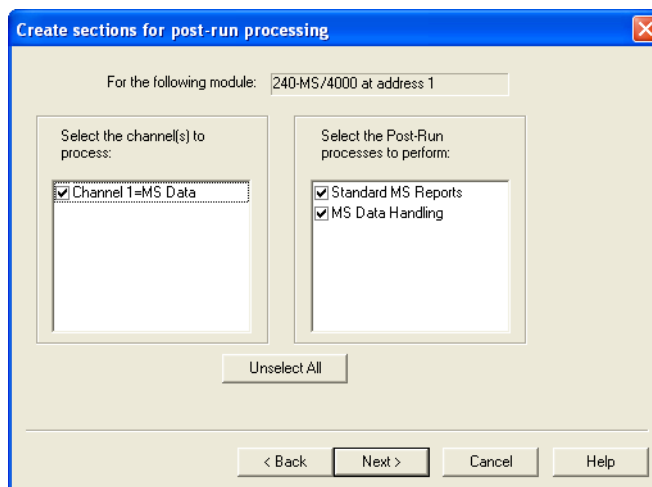 Create sections for post-run processing
For the following module: 240-MS/4000 at address 1
Select the channel(s) to
process:
Channel 1=MS Data
Select the Post-Run
processes to perform:
Standard MS Reports
MS Data Handling
Unselect All
< Back Next > Cancel Help